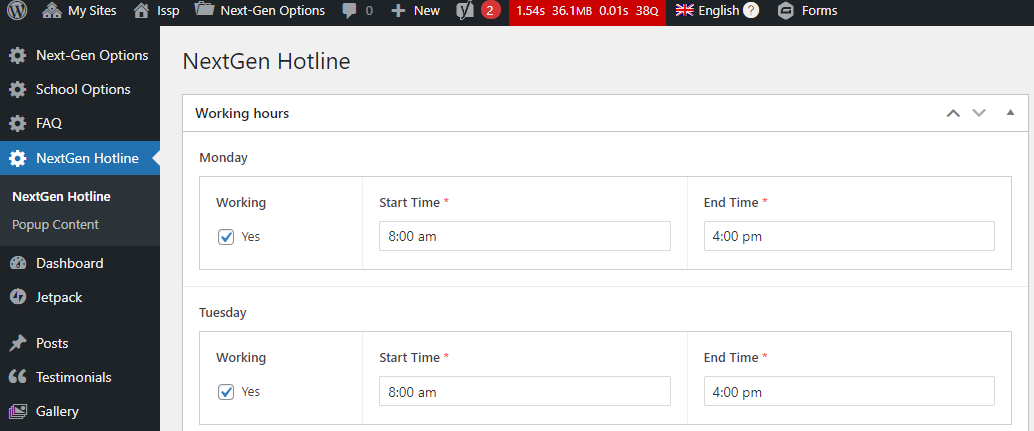 My Sites Issp Next-Gen Options 0 New 2 1.54s 36.1MB 0.01s 38Q English ? Forms
Next-Gen Options
School Options
FAQ
NextGen Hotline
NextGen Hotline
Popup Content
Dashboard
Jetpack
Posts
Testimonials
Gallery
NextGen Hotline
Working hours
Monday
Working Start Time * End Time *
Yes 8:00 am 4:00 pm
Tuesday
Working Start Time * End Time *
Yes 8:00 am 4:00 pm